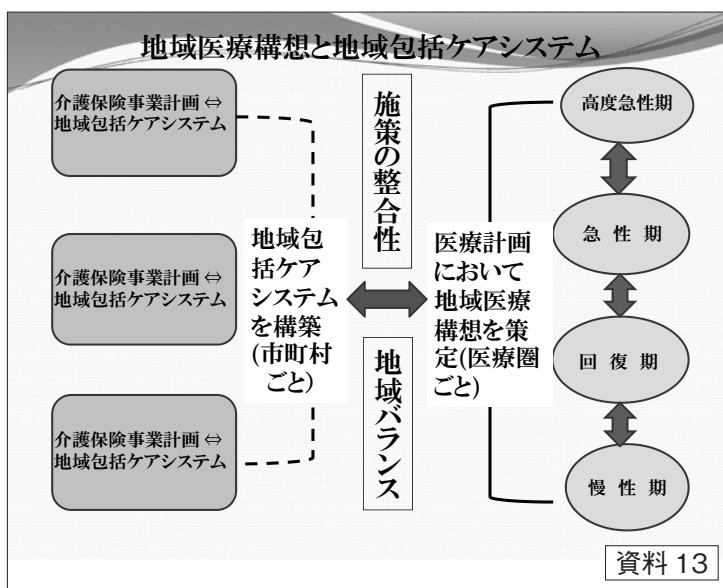 地域医療構想と地域包括ケアシステム
介護保険事業計画⇔
地域包括ケアシステム
介護保険事業計画⇔
地域包括ケアシステム
介護保険事業計画⇔
地域包括ケアシステム
地域包
括ケア
システム
を構築
(市町村
ごと)
施策の整合性
地域バランス
医療計画
において
地域医療
構想を策
定(医療圏
ごと)
高度急性期
急性期
回復期
慢性期
資料13